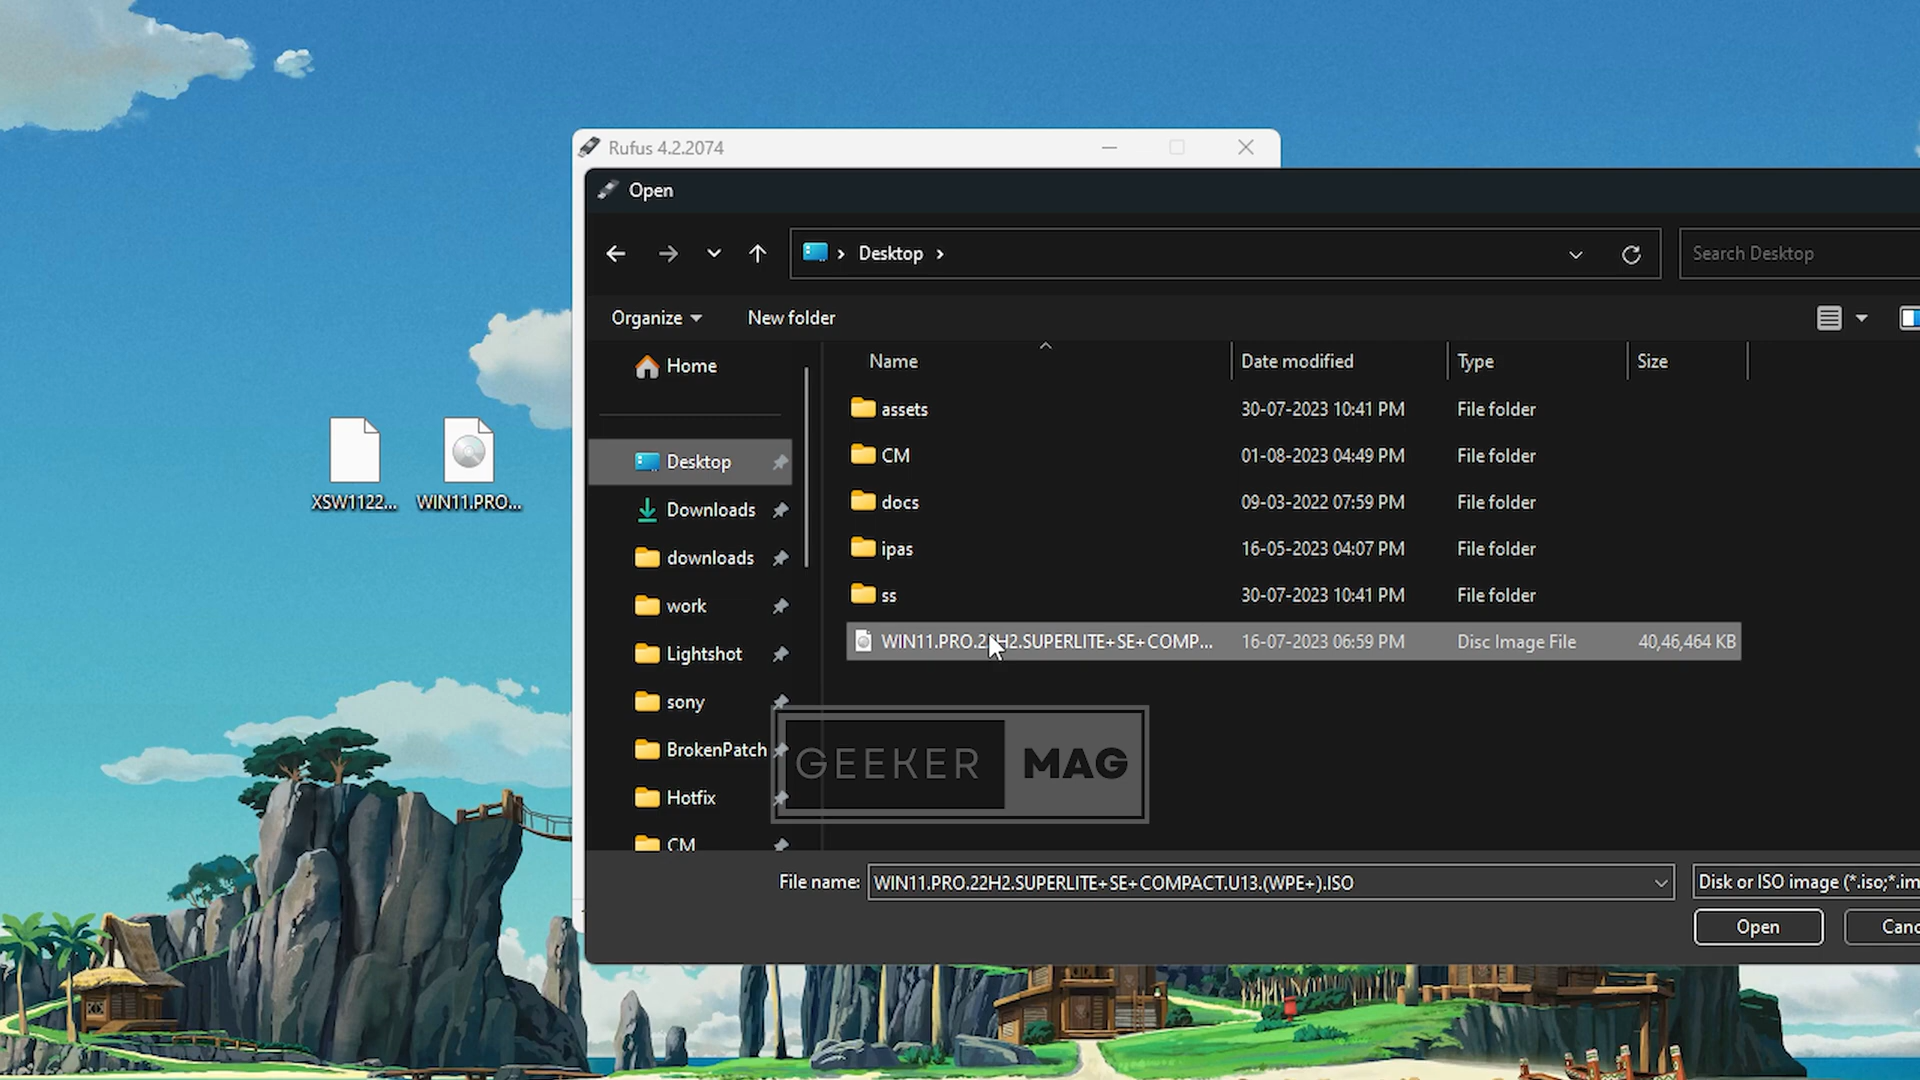 Rufus 4.2.2074
Open
Desktop
Search Desktop
Organize
New folder
Name
Date modified
Type
Size
Home
Desktop
Downloads
downloads
work
Lightshot
sony
BrokenPatch
Hotfix
CM
assets 30-07-2023 10:41 PM File folder
CM 01-08-2023 04:49 PM File folder
docs 09-03-2022 07:59 PM File folder
ipas 16-05-2023 04:07 PM File folder
ss 30-07-2023 10:41 PM File folder
WIN11.PRO.22H2.SUPERLITE+SE+COMP... 16-07-2023 06:59 PM Disc Image File 40,46,464 KB
XSW1122...
WIN11.PRO...
GEEKER MAG
File name: WIN11.PRO.22H2.SUPERLITE+SE+COMPACT.U13.(WPE+).ISO
Disk or ISO image (*.iso;*.im
Open
Canc